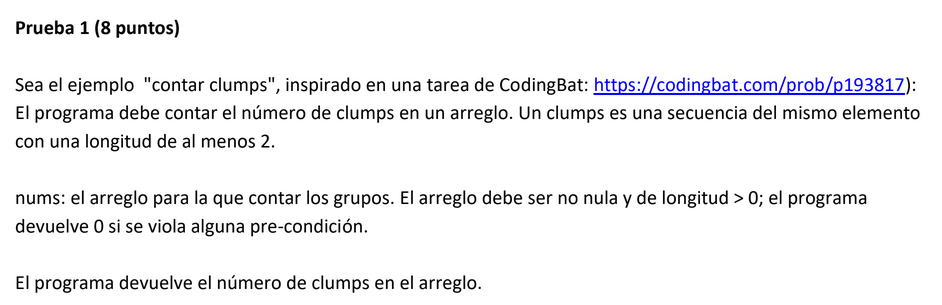 Prueba 1 (8 puntos)
Sea el ejemplo  "contar clumps", inspirado en una tarea de CodingBat: https://codingbat.com/prob/p193817):
El programa debe contar el número de clumps en un arreglo. Un clumps es una secuencia del mismo elemento
con una longitud de al menos 2.
nums: el arreglo para la que contar los grupos. El arreglo debe ser no nula y de longitud > 0; el programa
devuelve 0 si se viola alguna pre-condición.
El programa devuelve el número de clumps en el arreglo.